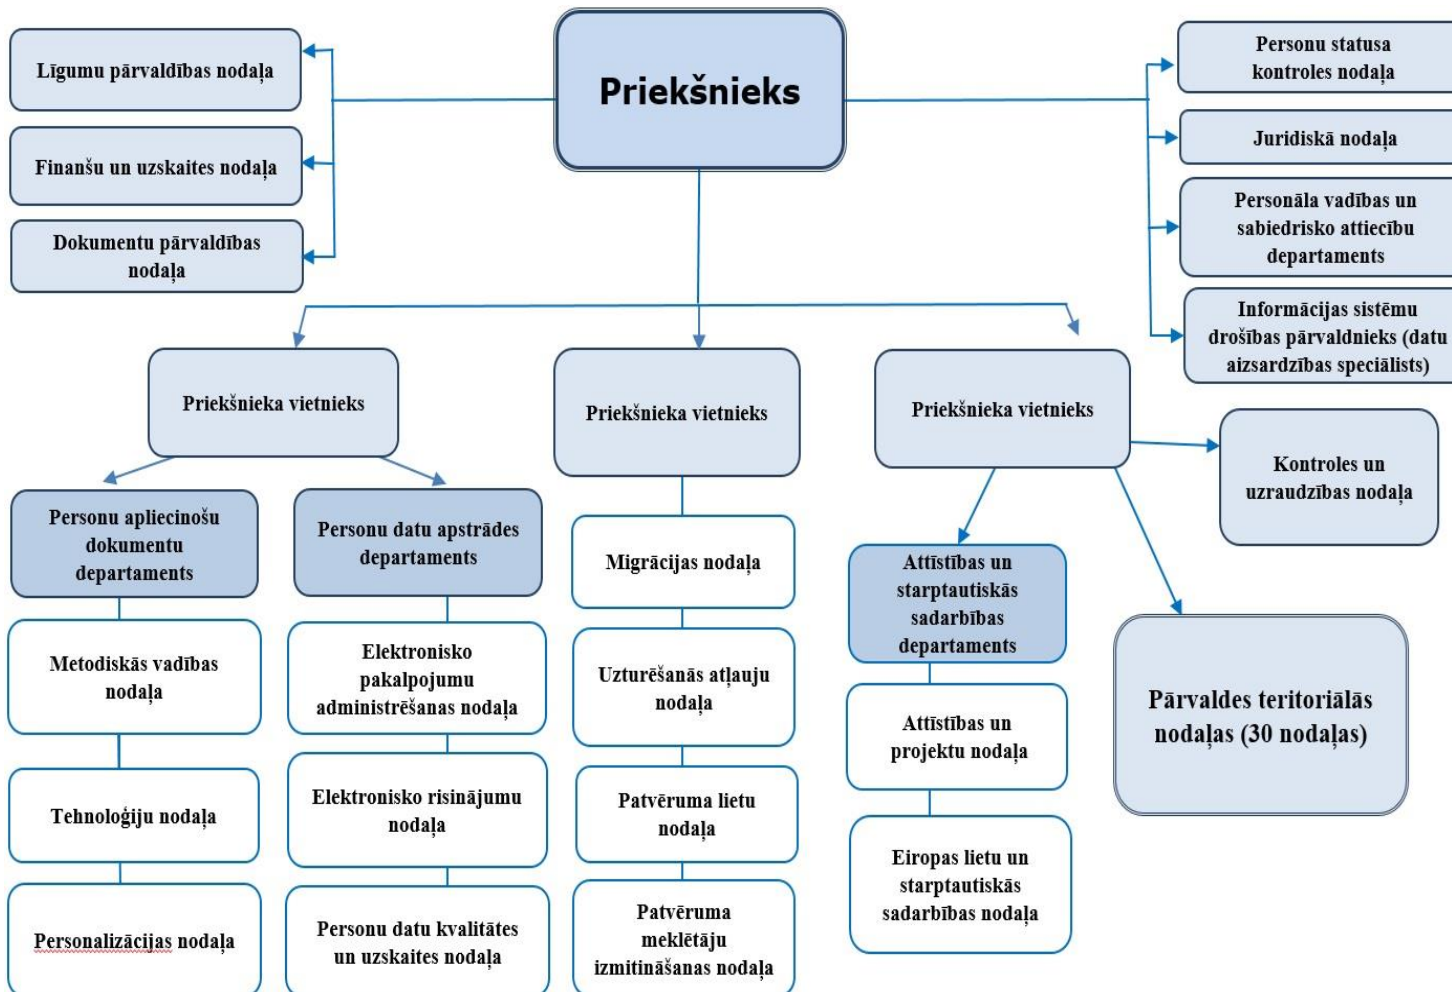 Priekšnieks
Līgumu pārvaldības nodaļa
Finanšu un uzskaites nodaļa
Dokumentu pārvaldības
nodaļa
Personu statusa
kontroles nodaļa
Juridiskā nodaļa
Personāla vadības un
sabiedrisko attiecību
departaments
Informācijas sistēmu
drošības pārvaldnieks (datu
aizsardzības speciālists)
Priekšnieka vietnieks
Priekšnieka vietnieks
Priekšnieka vietnieks
Kontroles un
uzraudzības nodaļa
Personu apliecinošu
dokumentu
departaments
Metodiskās vadības
nodaļa
Tehnoloģiju nodaļa
Personalizācijas nodaļa
Personu datu apstrādes
departaments
Elektronisko
pakalpojumu
administrēšanas nodaļa
Elektronisko risinājumu
nodaļa
Personu datu kvalitātes
un uzskaites nodaļa
Migrācijas nodaļa
Uzturēšanās atļauju
nodaļa
Patvēruma lietu
nodaļa
Patvēruma
meklētāju
izmitināšanas nodaļa
Attīstības un
starptautiskās
sadarbības
departaments
Attīstības un
projektu nodaļa
Eiropas lietu un
starptautiskās
sadarbības nodaļa
Pārvaldes teritoriālās
nodaļas (30 nodaļas)